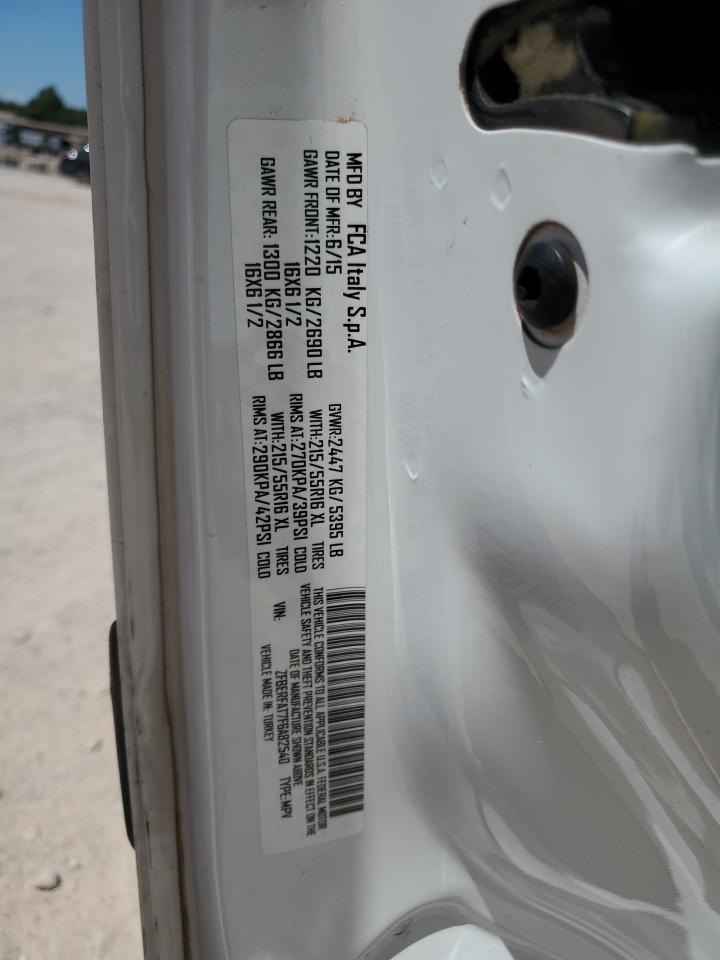 MFD BY FCA Italy S.p.A.
DATE OF MFR:6/15 GVWR:2447 KG/5395 LB
GAWR FRONT:1220 KG/2690 LB WITH:215/55R16 XL TIRES
16X6 1/2 RIMS AT:270KPA/39PSI COLD
GAWR REAR:1300 KG/2866 LB WITH:215/55R16 XL TIRES
16X6 1/2 RIMS AT:290KPA/42PSI COLD
THIS VEHICLE CONFORMS TO ALL APPLICABLE U.S.A. FEDERAL MOTOR
VEHICLE SAFETY AND THEFT PREVENTION STANDARDS IN EFFECT ON THE
DATE OF MANUFACTURE SHOWN ABOVE
VIN: ZFBERFAT7F6A82540 TYPE:MPV
VEHICLE MADE IN: TURKEY